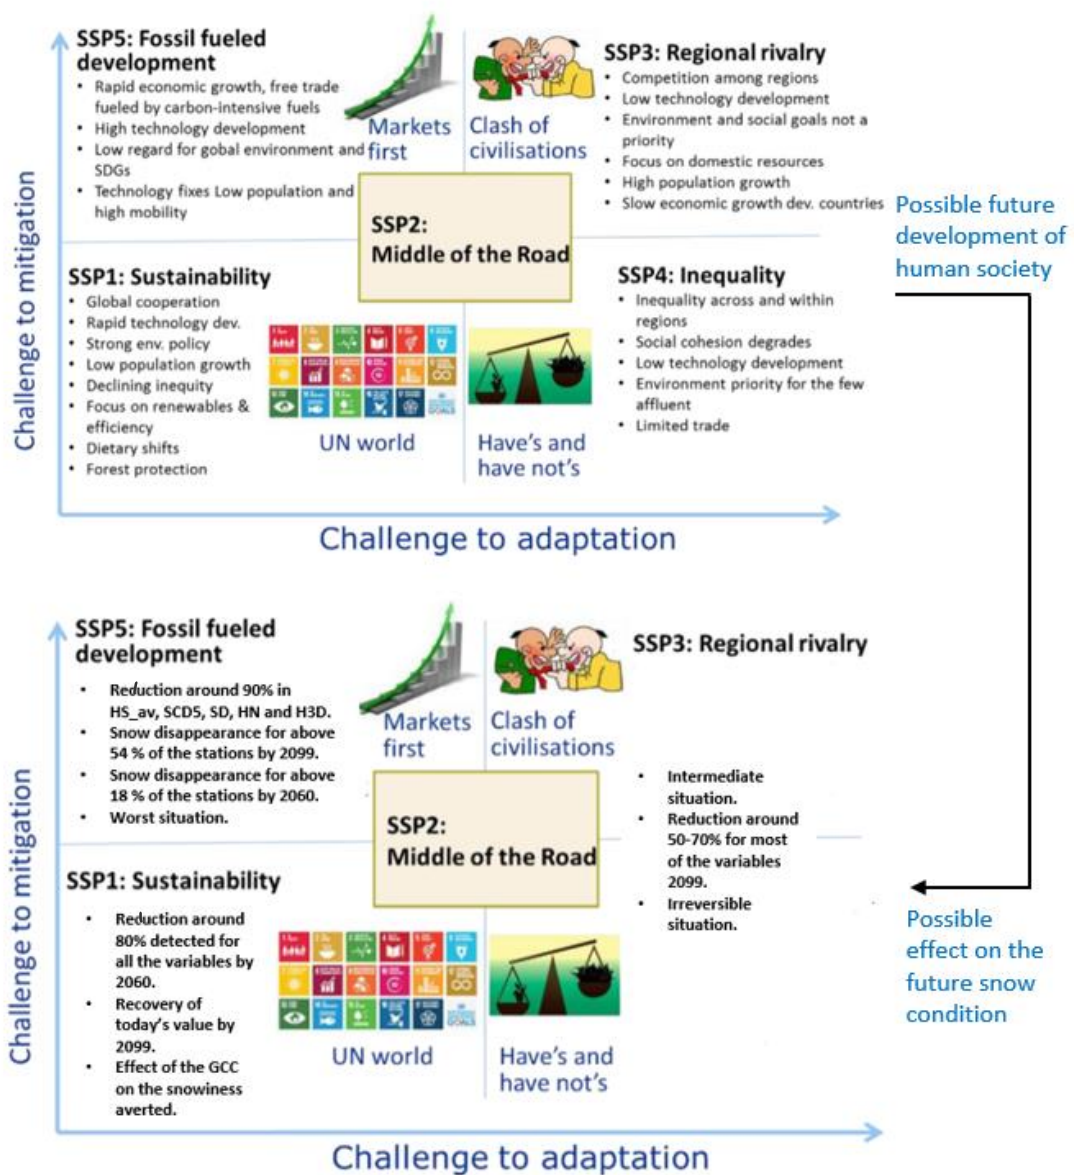 SSP5: Fossil fueled
development
• Rapid economic growth, free trade
fueled by carbon-intensive fuels
• High technology development
• Low regard for gobal environment and
SDGs
• Technology fixes Low population and
high mobility
Markets
first
Clash of
civilisations
SSP3: Regional rivalry
• Competition among regions
• Low technology development
• Environment and social goals not a
priority
• Focus on domestic resources
• High population growth
• Slow economic growth dev. countries
SSP2:
Middle of the Road
SSP1: Sustainability
• Global cooperation
• Rapid technology dev.
• Strong env. policy
• Low population growth
• Declining inequity
• Focus on renewables &
efficiency
• Dietary shifts
• Forest protection
UN world
Have's and
have not's
SSP4: Inequality
• Inequality across and within
regions
• Social cohesion degrades
• Low technology development
• Environment priority for the few
affluent
• Limited trade
Challenge to mitigation
Challenge to adaptation
Possible future
development of
human society
SSP5: Fossil fueled
development
• Reduction around 90% in
HS_av, SCD5, SD, HN and H3D.
• Snow disappearance for above
54 % of the stations by 2099.
• Snow disappearance for above
18 % of the stations by 2060.
• Worst situation.
Markets
first
Clash of
civilisations
SSP3: Regional rivalry
• Intermediate
situation.
• Reduction around
50-70% for most
of the variables
2099.
• Irreversible
situation.
SSP2:
Middle of the Road
SSP1: Sustainability
• Reduction around
80% detected for
all the variables by
2060.
• Recovery of
today's value by
2099.
• Effect of the GCC
on the snowiness
averted.
UN world
Have's and
have not's
Challenge to mitigation
Challenge to adaptation
Possible
effect on the
future snow
condition